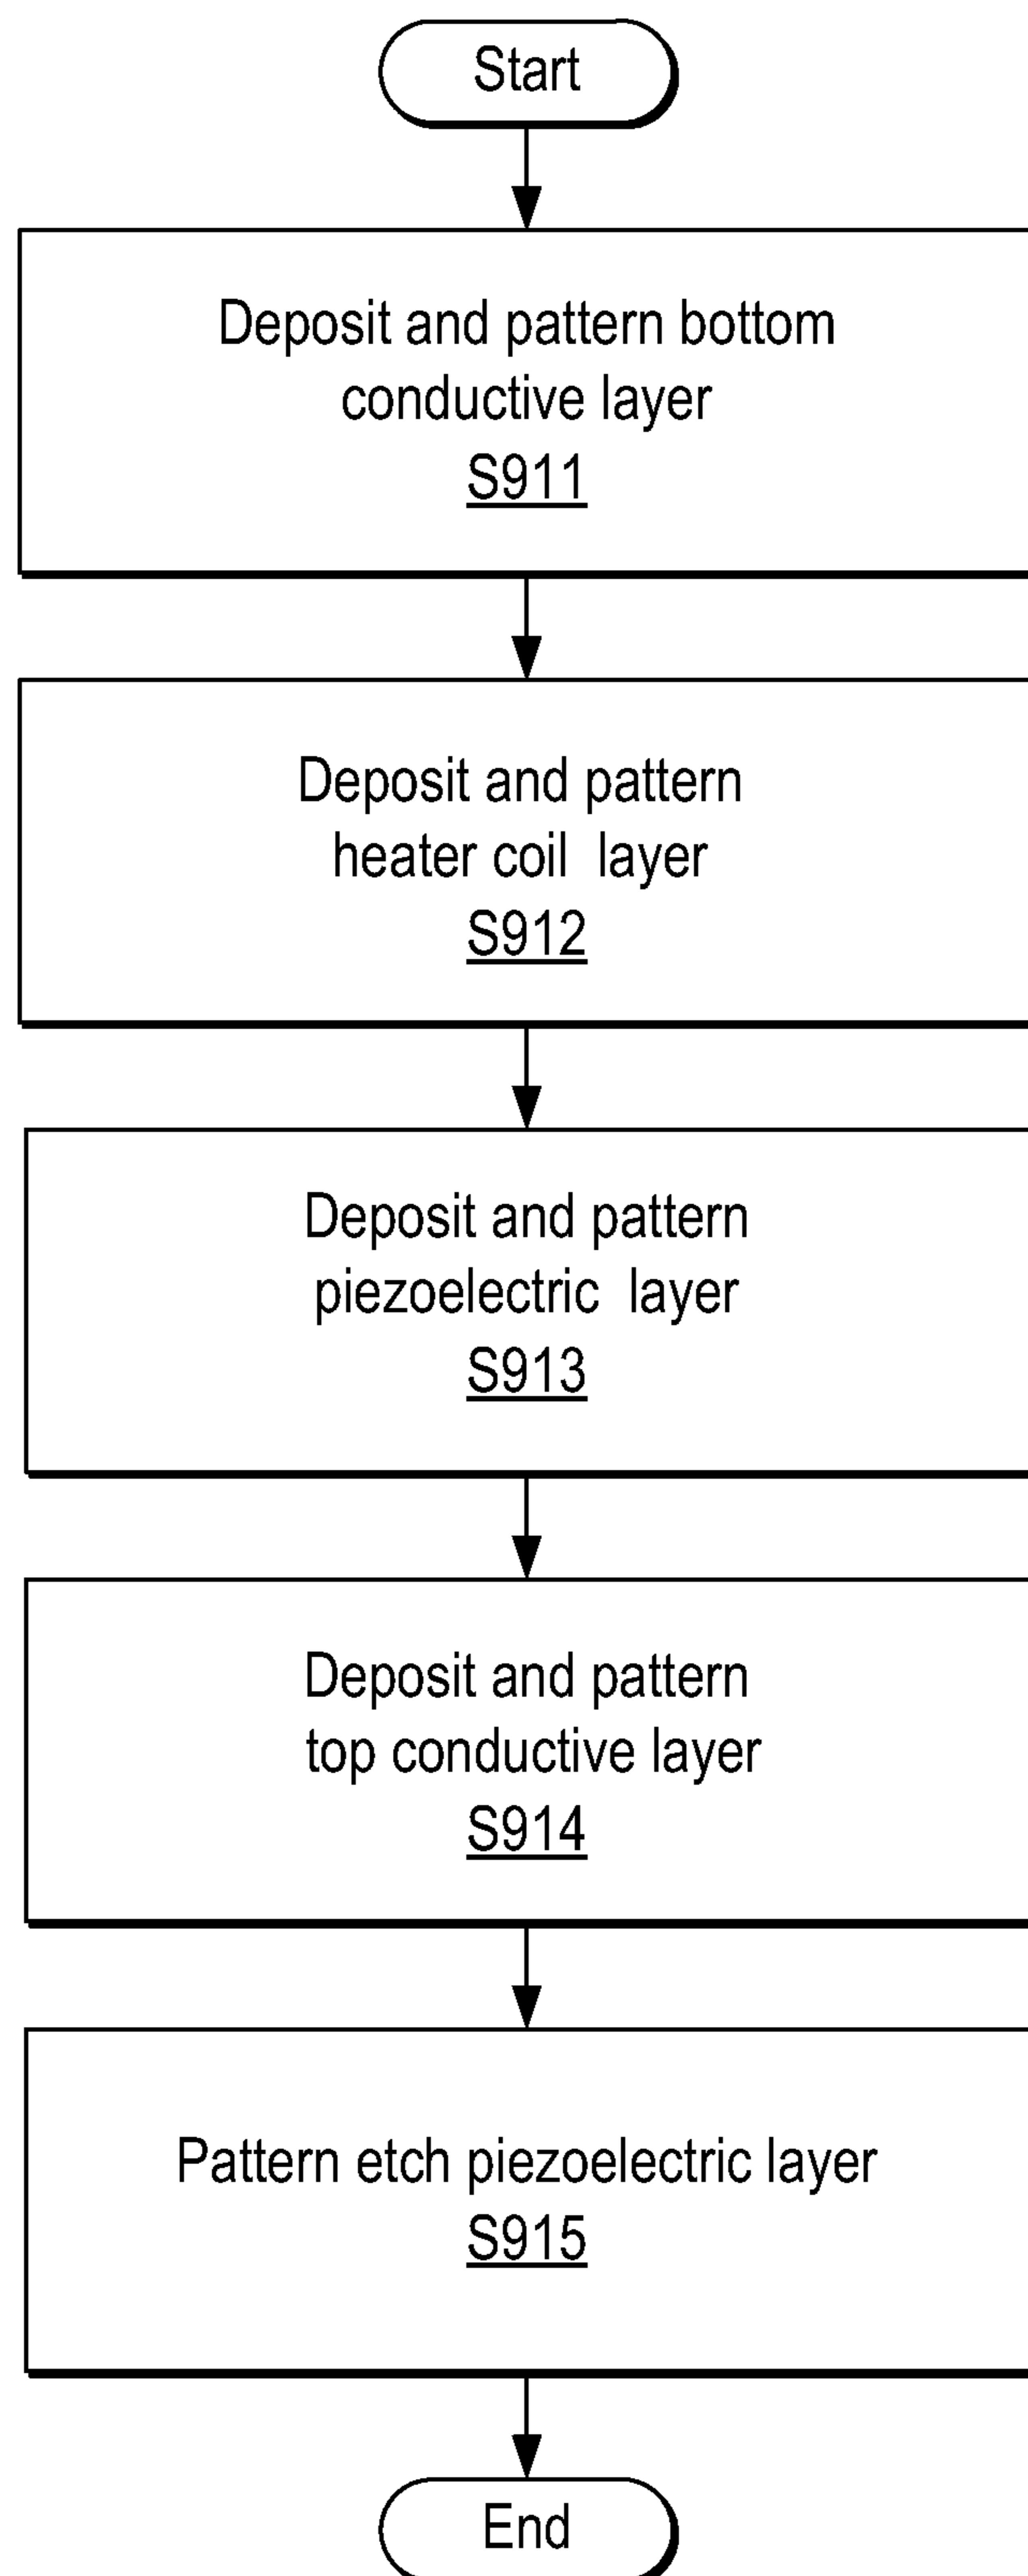 Start
Deposit and pattern bottom
conductive layer
S911
Deposit and pattern
heater coil layer
S912
Deposit and pattern
piezoelectric layer
S913
Deposit and pattern
top conductive layer
S914
Pattern etch piezoelectric layer
S915
End